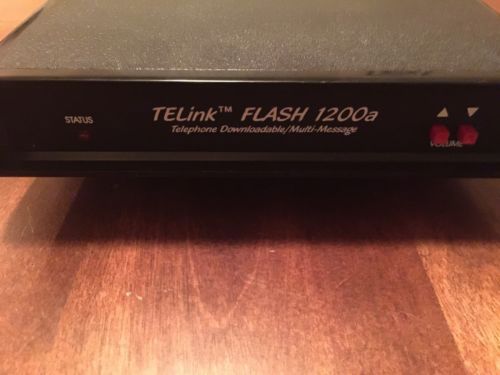 STATUS
TELink™ FLASH 1200a
Telephone Downloadable/Multi-Message
VOLUME